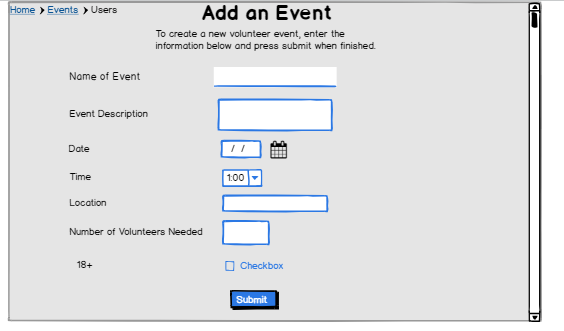 Home > Events > Users
Add an Event
To create a new volunteer event, enter the
information below and press submit when finished.
Name of Event
Event Description
Date / /
Time 1:00
Location
Number of Volunteers Needed
18+ Checkbox
Submit